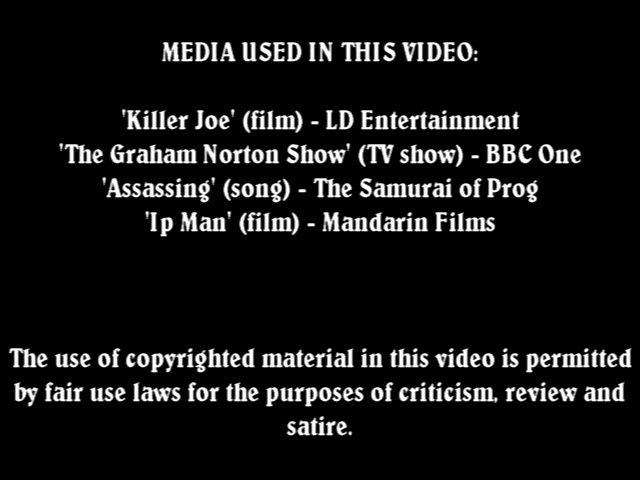 MEDIA USED IN THIS VIDEO:
'Killer Joe' (film) - LD Entertainment
'The Graham Norton Show' (TV show) - BBC One
'Assassing' (song) - The Samurai of Prog
'Ip Man' (film) - Mandarin Films
The use of copyrighted material in this video is permitted
by fair use laws for the purposes of criticism, review and
satire.